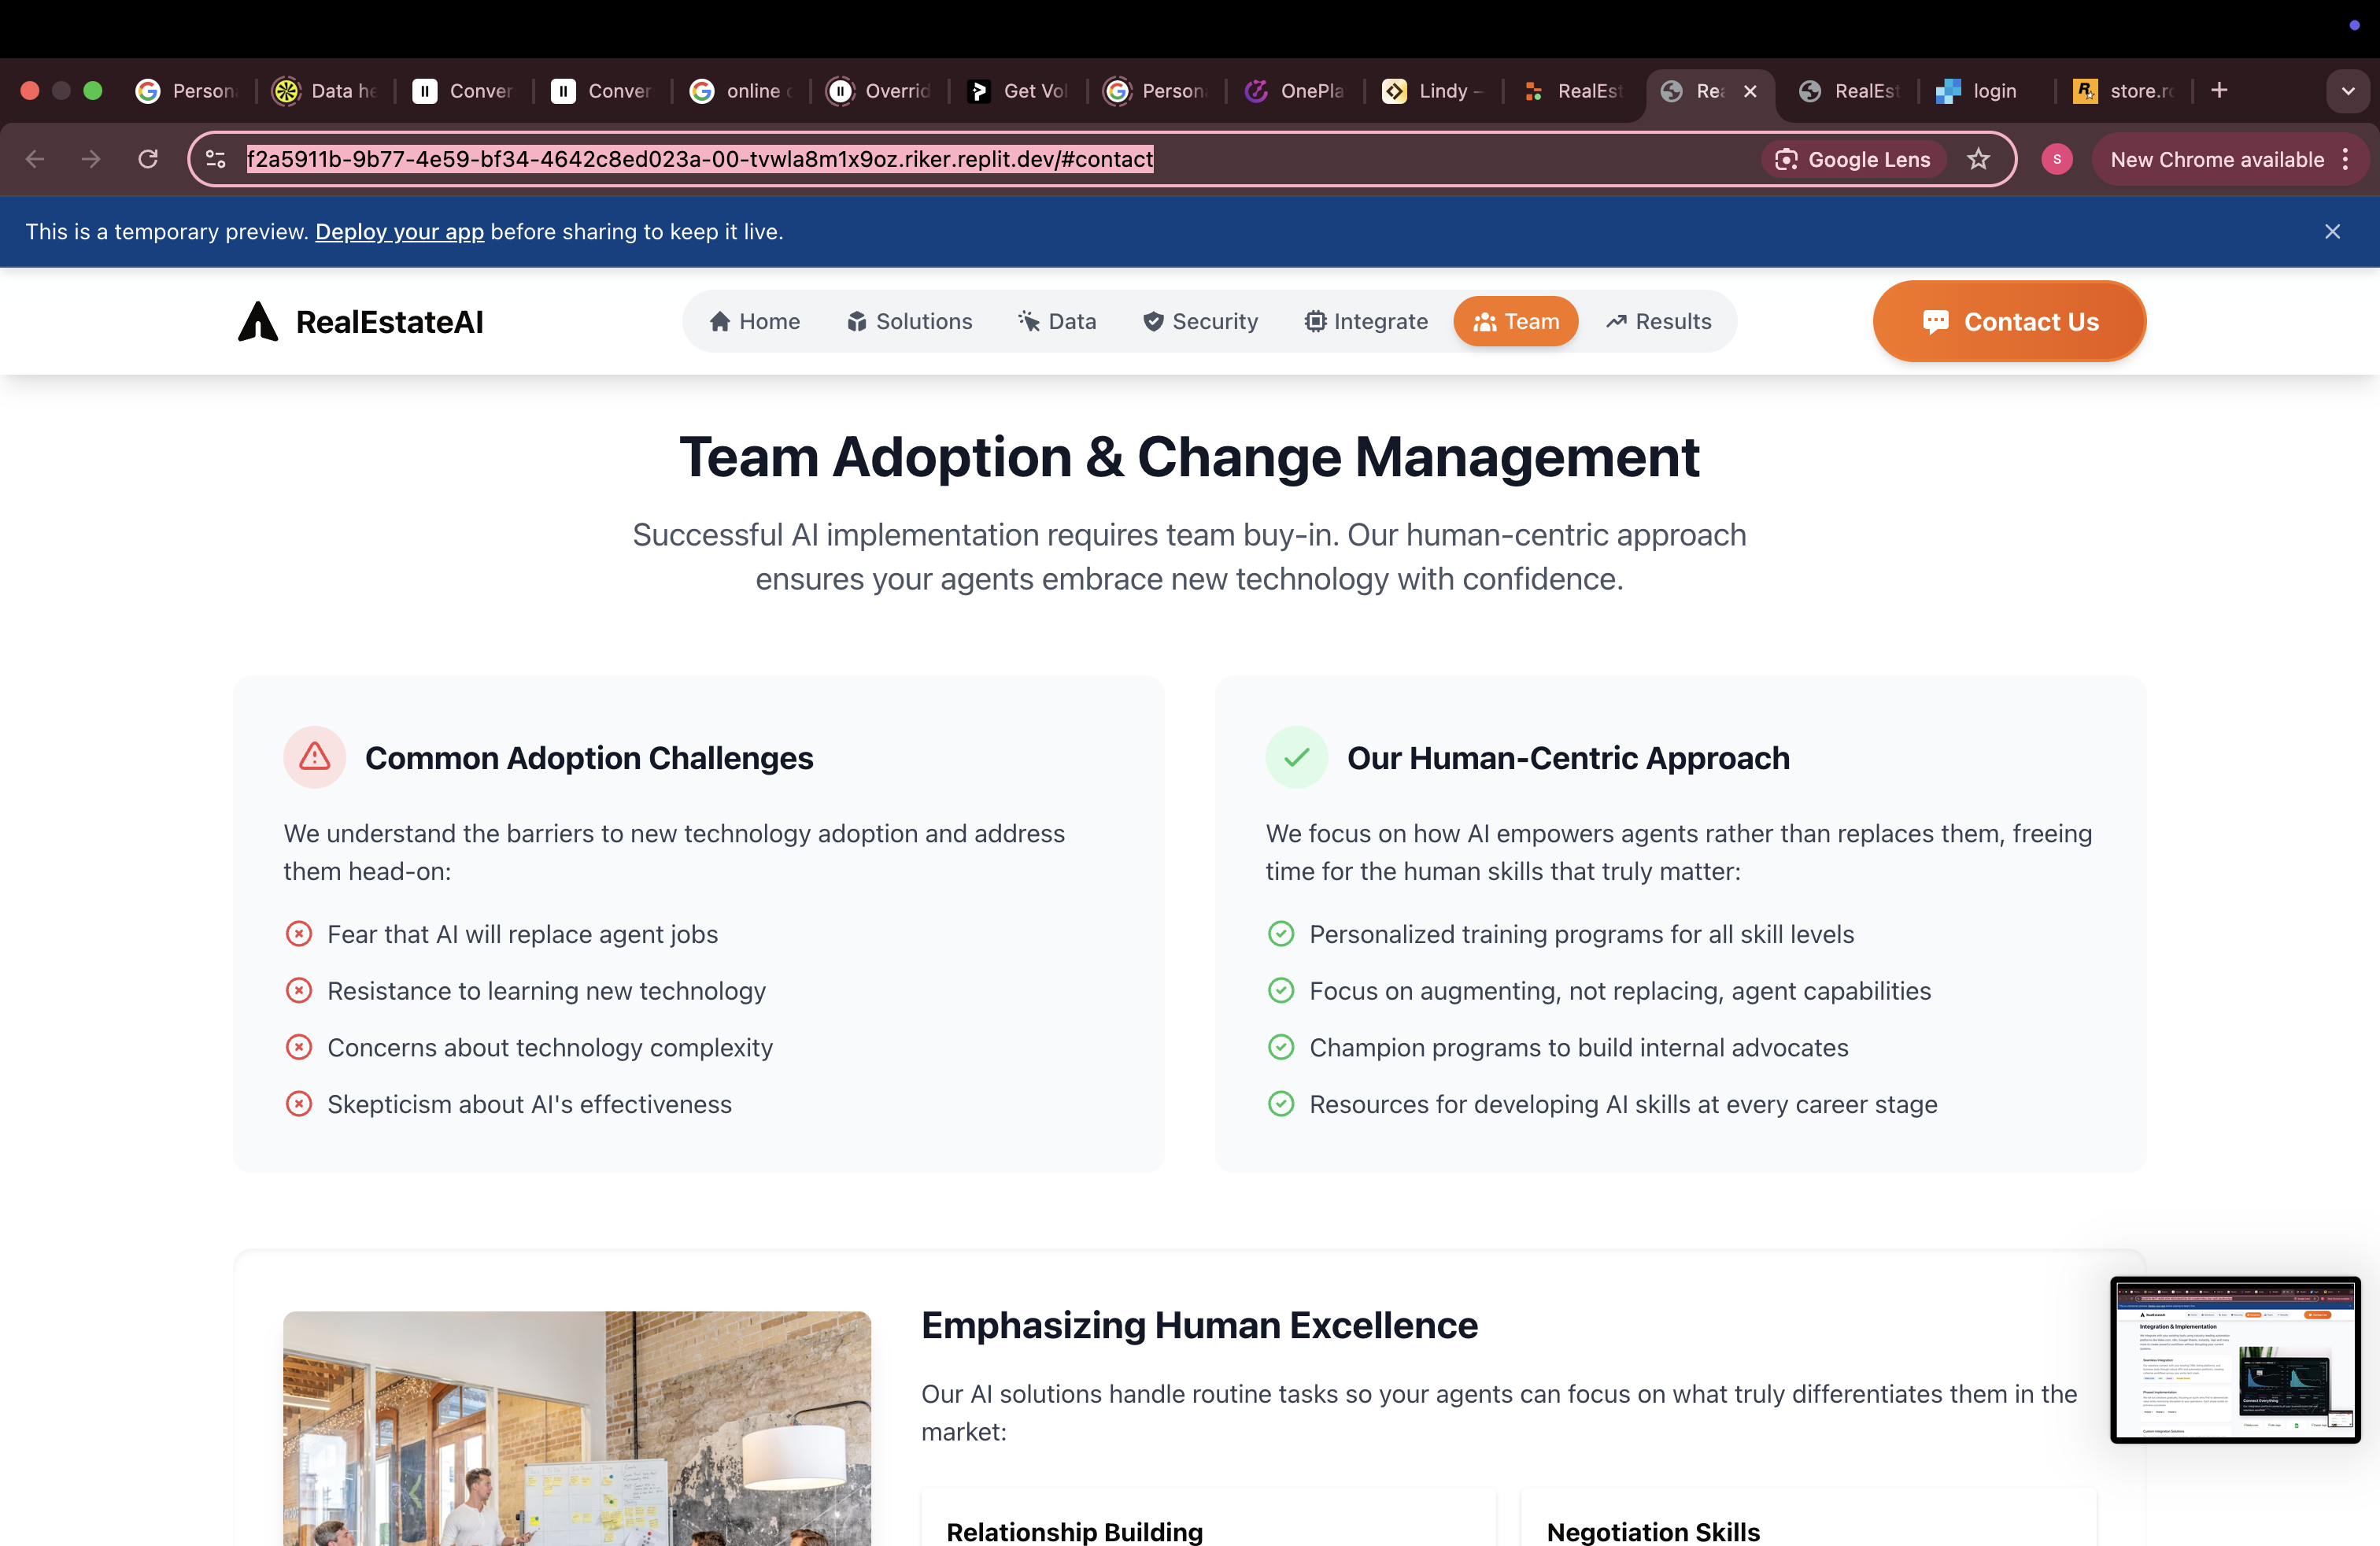 Person
Data he
Conver
Conver
online
Overrid
Get Vol
Person
OnePla
Lindy –
RealEst
Rea
RealEst
login
store.ro
f2a5911b-9b77-4e59-bf34-4642c8ed023a-00-tvwla8m1x9oz.riker.replit.dev/#contact
Google Lens
S
New Chrome available
This is a temporary preview. Deploy your app before sharing to keep it live.
RealEstateAI
Home
Solutions
Data
Security
Integrate
Team
Results
Contact Us
Team Adoption & Change Management
Successful AI implementation requires team buy-in. Our human-centric approach
ensures your agents embrace new technology with confidence.
Common Adoption Challenges
We understand the barriers to new technology adoption and address
them head-on:
Fear that AI will replace agent jobs
Resistance to learning new technology
Concerns about technology complexity
Skepticism about AI's effectiveness
Our Human-Centric Approach
We focus on how AI empowers agents rather than replaces them, freeing
time for the human skills that truly matter:
Personalized training programs for all skill levels
Focus on augmenting, not replacing, agent capabilities
Champion programs to build internal advocates
Resources for developing AI skills at every career stage
Emphasizing Human Excellence
Our AI solutions handle routine tasks so your agents can focus on what truly differentiates them in the
market:
Relationship Building
Negotiation Skills
Integration & Implementation